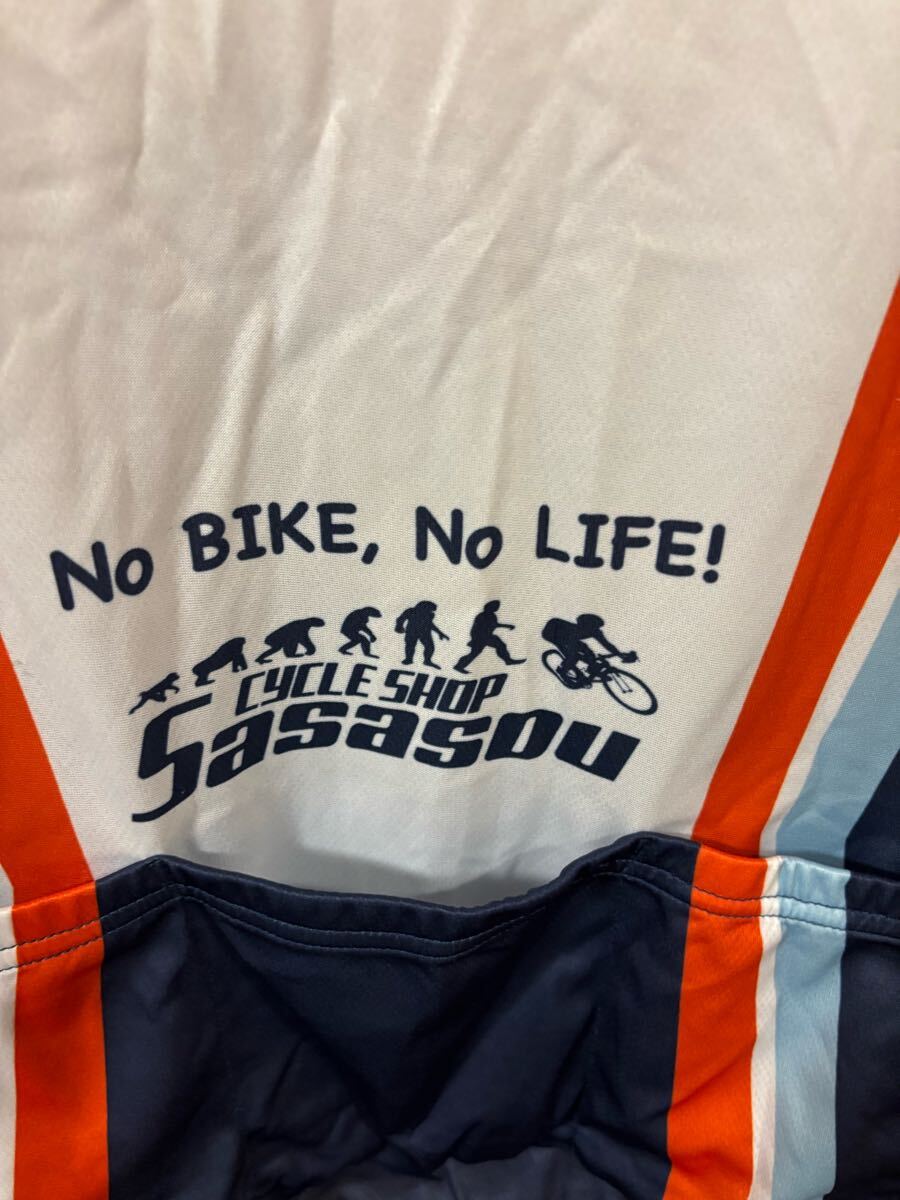 No BIKE, No LIFE!
CYCLE SHOP
Sasasou